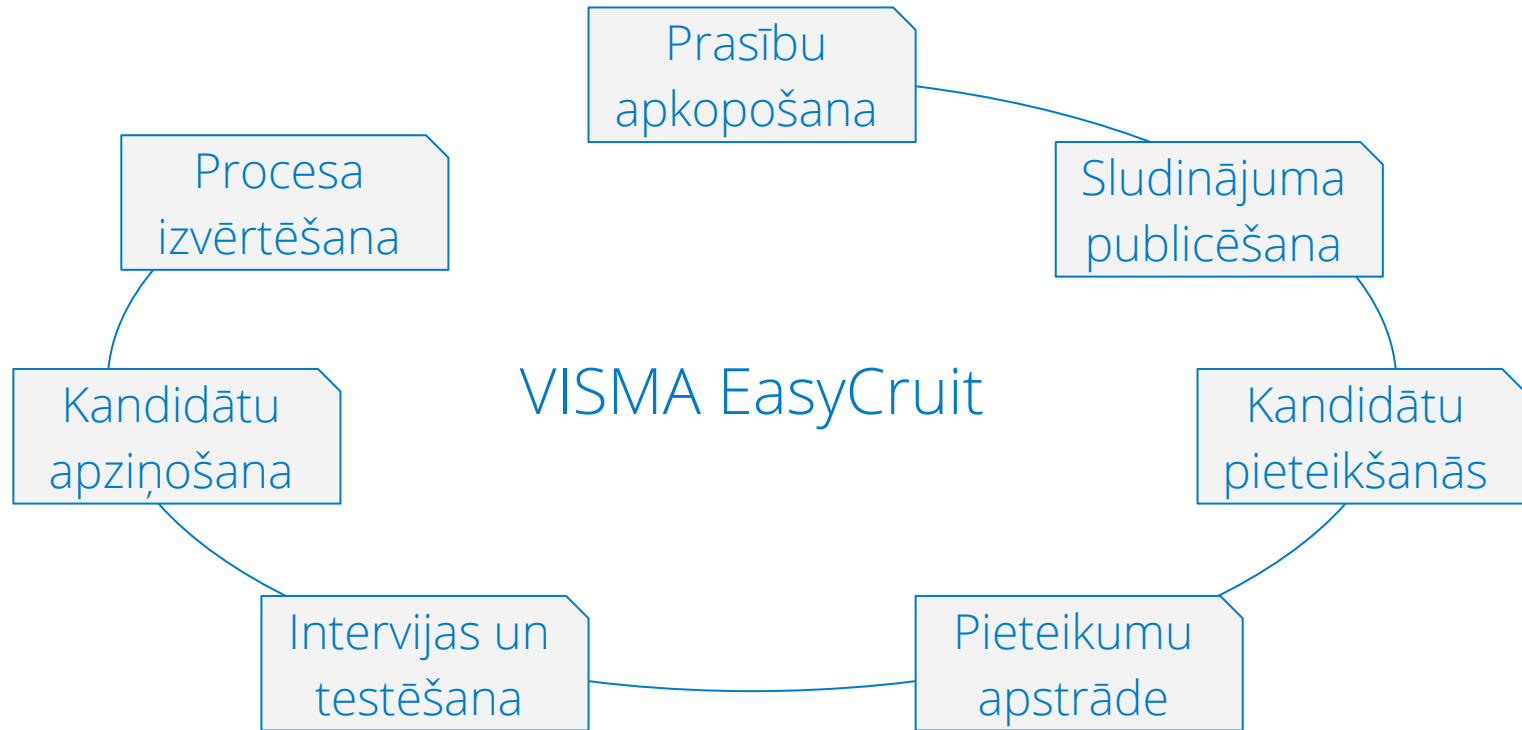 Prasību
apkopošana
Sludinājuma
publicēšana
Kandidātu
pieteikšanās
Pieteikumu
apstrāde
Intervijas un
testēšana
Kandidātu
apziņošana
Procesa
izvērtēšana
VISMA EasyCruit